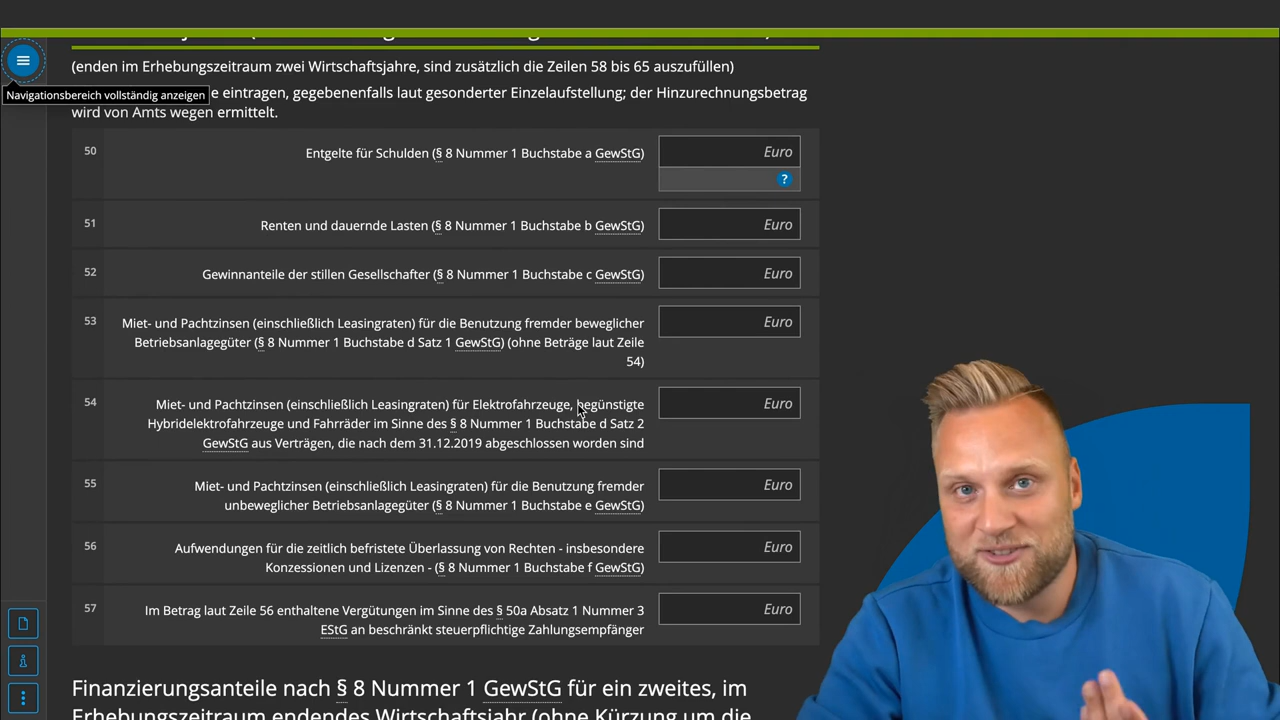 (enden im Erhebungszeitraum zwei Wirtschaftsjahre, sind zusätzlich die Zeilen 58 bis 65 auszufüllen)
Navigationsbereich vollständig anzeigen
e eintragen, gegebenenfalls laut gesonderter Einzelaufstellung; der Hinzurechnungsbetrag
wird von Amts wegen ermittelt.
50 Entgelte für Schulden (§ 8 Nummer 1 Buchstabe a GewStG) Euro
?
51 Renten und dauernde Lasten (§ 8 Nummer 1 Buchstabe b GewStG) Euro
52 Gewinnanteile der stillen Gesellschafter (§ 8 Nummer 1 Buchstabe c GewStG) Euro
53 Miet- und Pachtzinsen (einschließlich Leasingraten) für die Benutzung fremder beweglicher Euro
Betriebsanlagegüter (§ 8 Nummer 1 Buchstabe d Satz 1 GewStG) (ohne Beträge laut Zeile
54)
54 Miet- und Pachtzinsen (einschließlich Leasingraten) für Elektrofahrzeuge, begünstigte Euro
Hybridelektrofahrzeuge und Fahrräder im Sinne des § 8 Nummer 1 Buchstabe d Satz 2
GewStG aus Verträgen, die nach dem 31.12.2019 abgeschlossen worden sind
55 Miet- und Pachtzinsen (einschließlich Leasingraten) für die Benutzung fremder Euro
unbeweglicher Betriebsanlagegüter (§ 8 Nummer 1 Buchstabe e GewStG)
56 Aufwendungen für die zeitlich befristete Überlassung von Rechten - insbesondere Euro
Konzessionen und Lizenzen - (§ 8 Nummer 1 Buchstabe f GewStG)
57 Im Betrag laut Zeile 56 enthaltene Vergütungen im Sinne des § 50a Absatz 1 Nummer 3 Euro
EStG an beschränkt steuerpflichtige Zahlungsempfänger
Finanzierungsanteile nach § 8 Nummer 1 GewStG für ein zweites, im
Erhebungszeitraum endendes Wirtschaftsjahr (ohne Kürzung um die